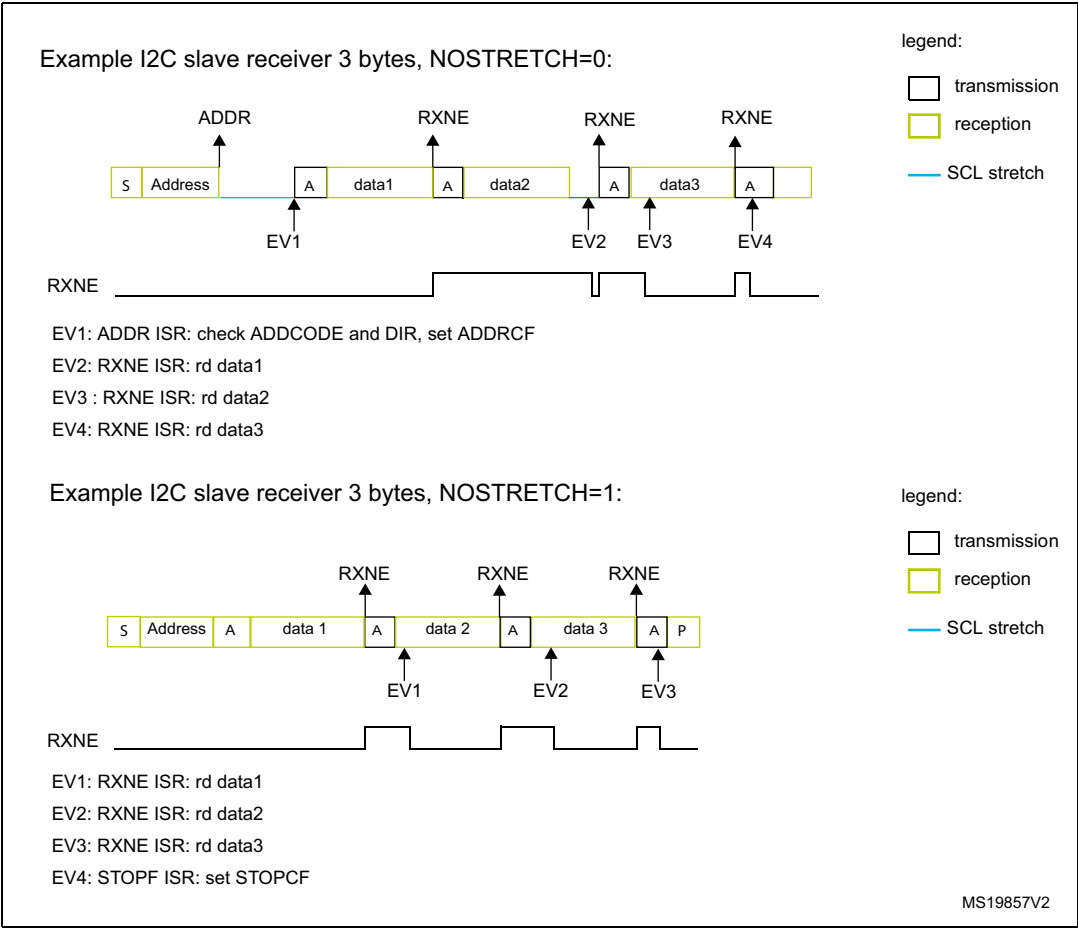 Example I2C slave receiver 3 bytes, NOSTRETCH=0:
legend:
transmission
reception
SCL stretch
ADDR RXNE RXNE RXNE
S Address A data1 A data2 A data3 A
EV1 EV2 EV3 EV4
RXNE
EV1: ADDR ISR: check ADDCODE and DIR, set ADDRCF
EV2: RXNE ISR: rd data1
EV3 : RXNE ISR: rd data2
EV4: RXNE ISR: rd data3
Example I2C slave receiver 3 bytes, NOSTRETCH=1:
legend:
transmission
reception
SCL stretch
RXNE RXNE RXNE
S Address A data 1 A data 2 A data 3 A P
EV1 EV2 EV3
RXNE
EV1: RXNE ISR: rd data1
EV2: RXNE ISR: rd data2
EV3: RXNE ISR: rd data3
EV4: STOPF ISR: set STOPCF
MS19857V2